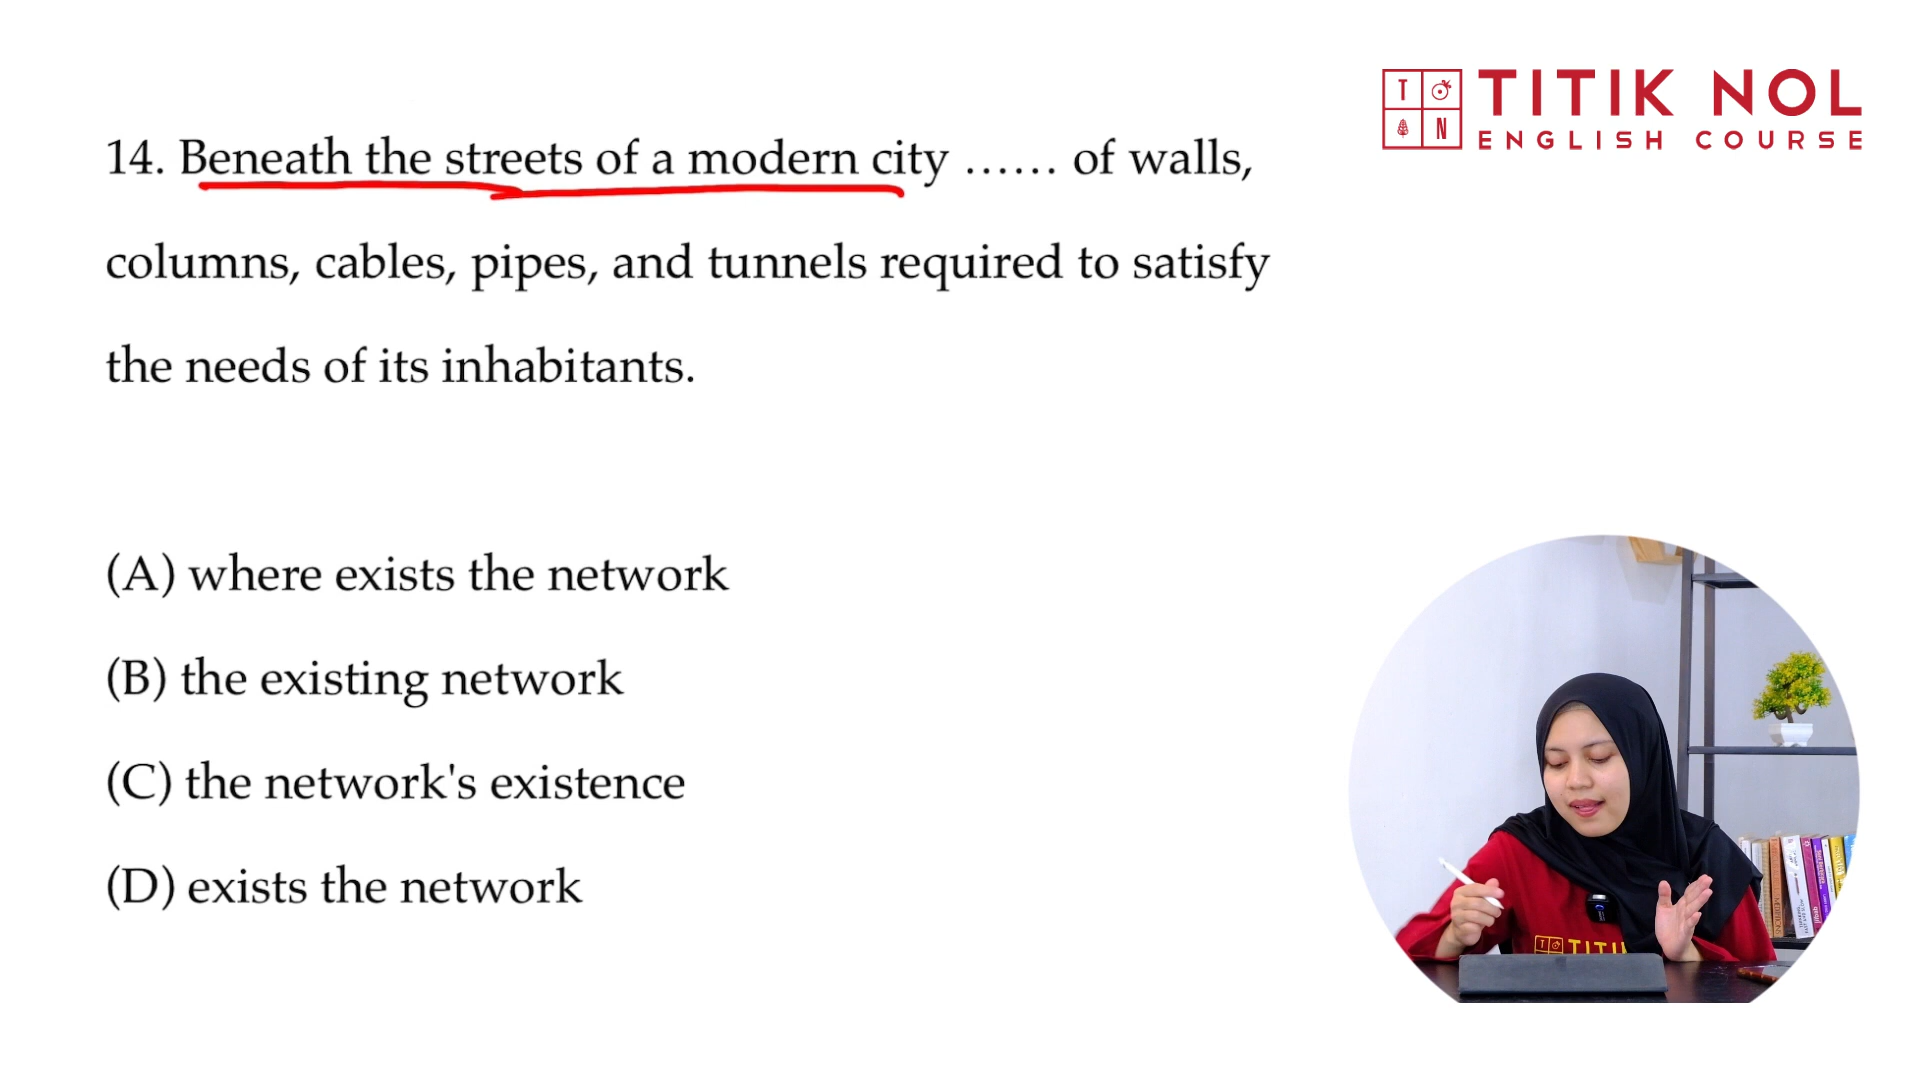 TITIK NOL
ENGLISH COURSE
T
N
14. Beneath the streets of a modern city ...... of walls,
columns, cables, pipes, and tunnels required to satisfy
the needs of its inhabitants.
(A) where exists the network
(B) the existing network
(C) the network's existence
(D) exists the network